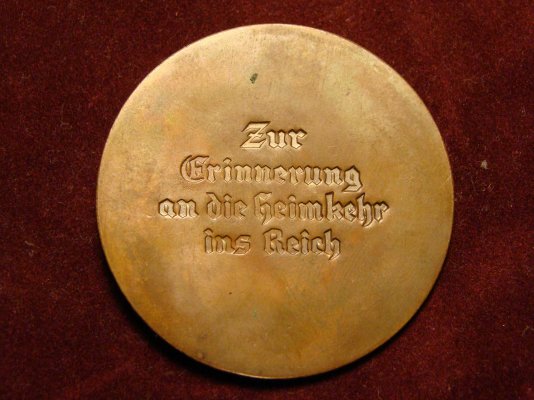 Zur
Erinnerung
an die Heimkehr
ins Reich